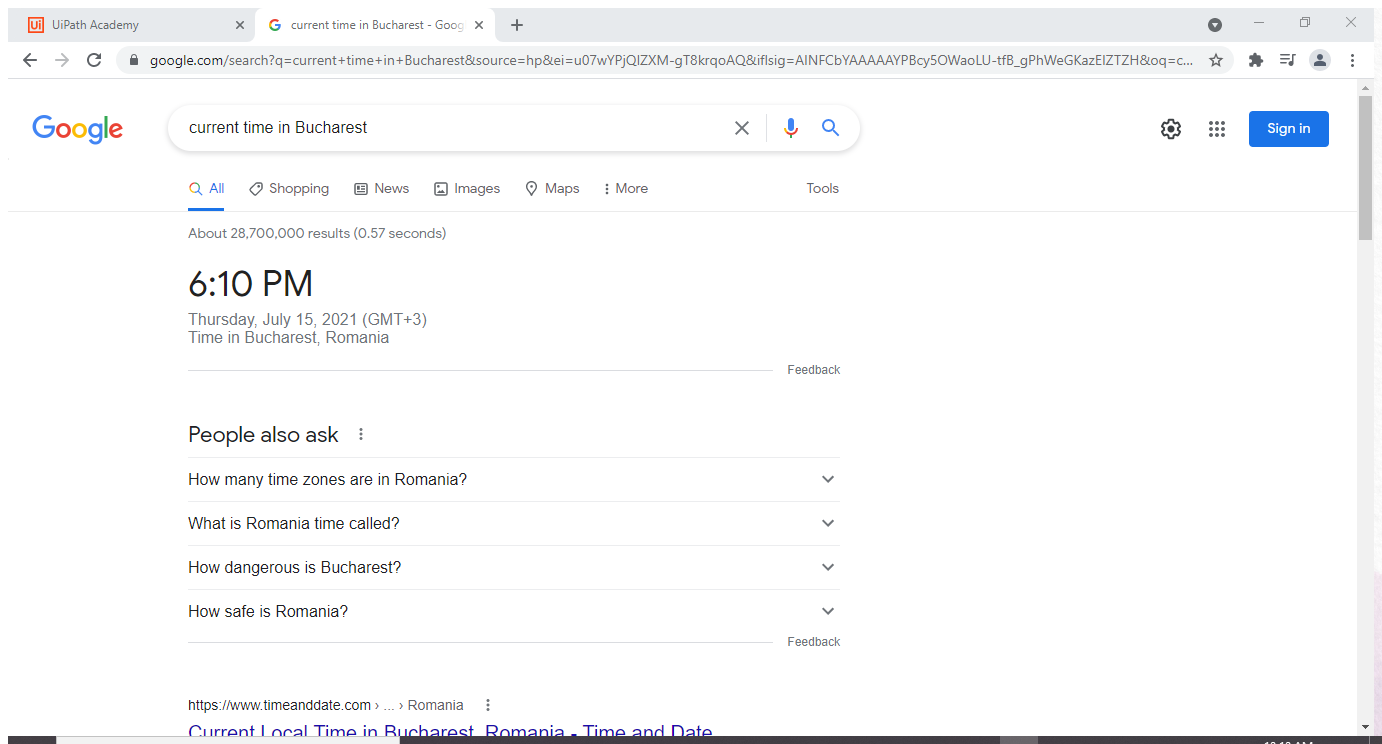 UiPath Academy
current time in Bucharest - Goog
google.com/search?q=current+time+in+Bucharest&source=hp&ei=u07wYPjQIZXM-gT8krqoAQ&iflsig=AINFCbYAAAAAYPBcy5OWaoLU-tfB_gPhWeGKazEIZTZH&oq=c...
Google
current time in Bucharest
Sign in
All Shopping News Images Maps More Tools
About 28,700,000 results (0.57 seconds)
6:10 PM
Thursday, July 15, 2021 (GMT+3)
Time in Bucharest, Romania
Feedback
People also ask
How many time zones are in Romania?
What is Romania time called?
How dangerous is Bucharest?
How safe is Romania?
Feedback
https://www.timeanddate.com › ... › Romania
Current Local Time in Bucharest, Romania - Time and Date